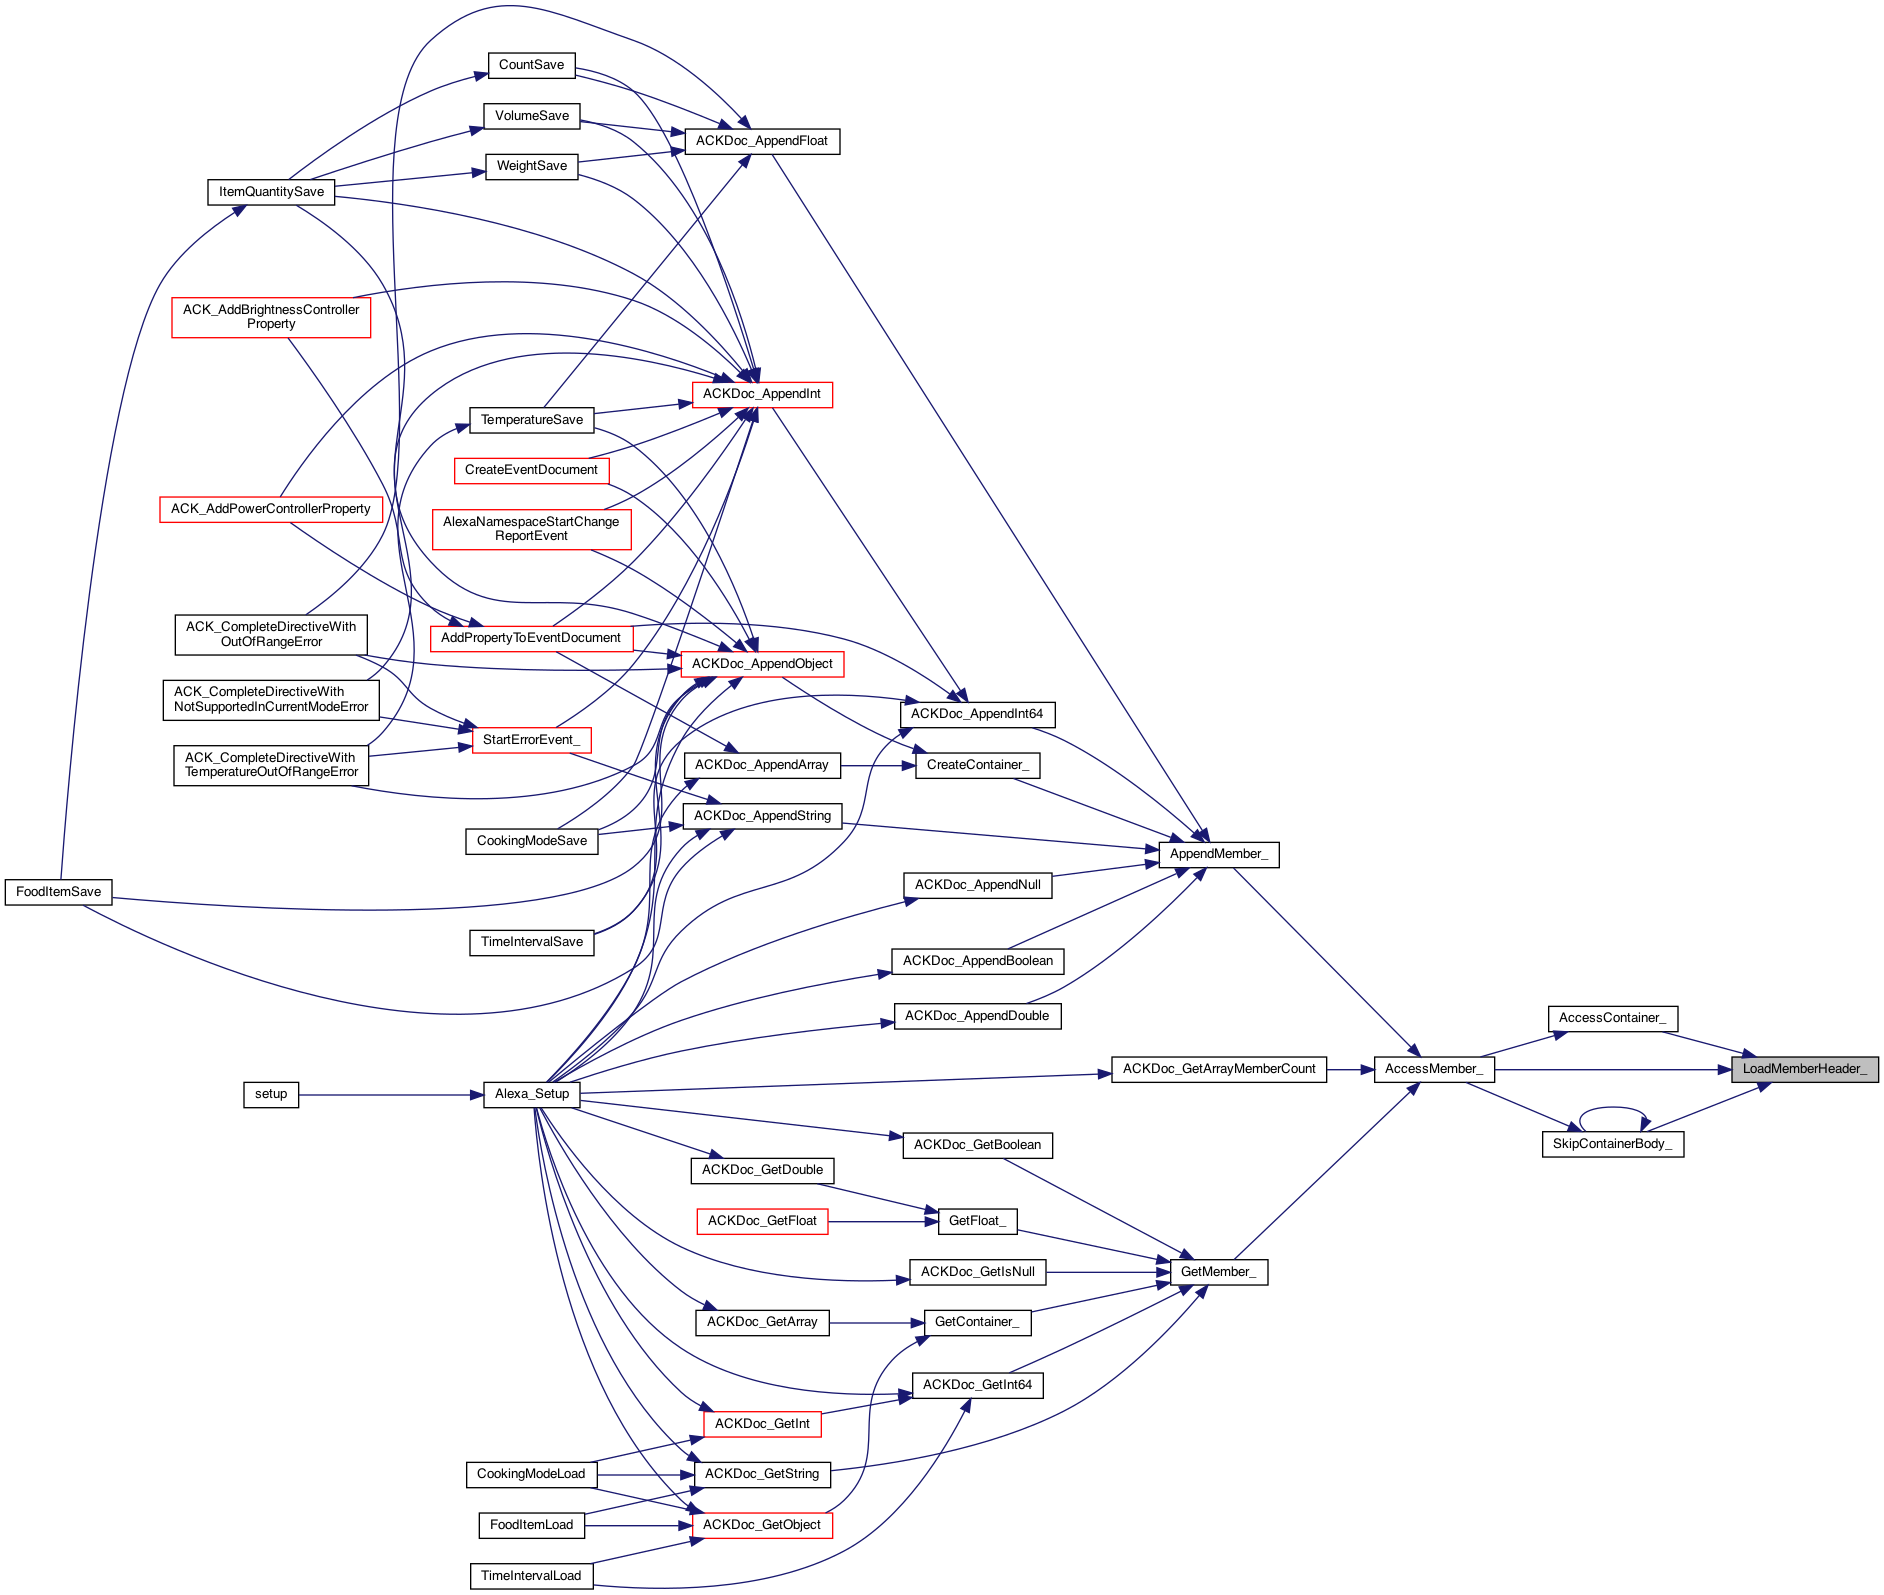 CountSave
VolumeSave
ACKDoc_AppendFloat
WeightSave
ItemQuantitySave
ACK_AddBrightnessController
Property
ACKDoc_AppendInt
TemperatureSave
CreateEventDocument
ACK_AddPowerControllerProperty
AlexaNamespaceStartChange
ReportEvent
ACK_CompleteDirectiveWith
OutOfRangeError
AddPropertyToEventDocument
ACKDoc_AppendObject
ACK_CompleteDirectiveWith
NotSupportedInCurrentModeError
ACKDoc_AppendInt64
StartErrorEvent_
ACK_CompleteDirectiveWith
TemperatureOutOfRangeError
ACKDoc_AppendArray
CreateContainer_
ACKDoc_AppendString
CookingModeSave
AppendMember_
FoodItemSave
ACKDoc_AppendNull
TimeIntervalSave
ACKDoc_AppendBoolean
ACKDoc_AppendDouble
AccessContainer_
ACKDoc_GetArrayMemberCount
AccessMember_
LoadMemberHeader_
setup
Alexa_Setup
ACKDoc_GetBoolean
SkipContainerBody_
ACKDoc_GetDouble
ACKDoc_GetFloat
GetFloat_
ACKDoc_GetIsNull
GetMember_
ACKDoc_GetArray
GetContainer_
ACKDoc_GetInt64
ACKDoc_GetInt
CookingModeLoad
ACKDoc_GetString
FoodItemLoad
ACKDoc_GetObject
TimeIntervalLoad